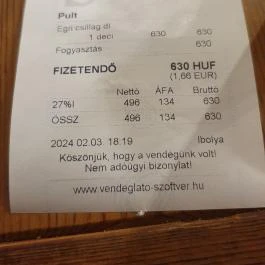 Pult
Egri csillag dl
1 deci 630 630
Fogyasztás 630
FIZETENDŐ 630 HUF
(1,66 EUR)
Nettó ÁFA Bruttó
27%I 496 134 630
ÖSSZ 496 134 630
2024 02.03 18:19 Ibolya
Köszönjük, hogy a vendégünk volt!
Nem adóügyi bizonylat!
www.vendeglato-szoftver.hu